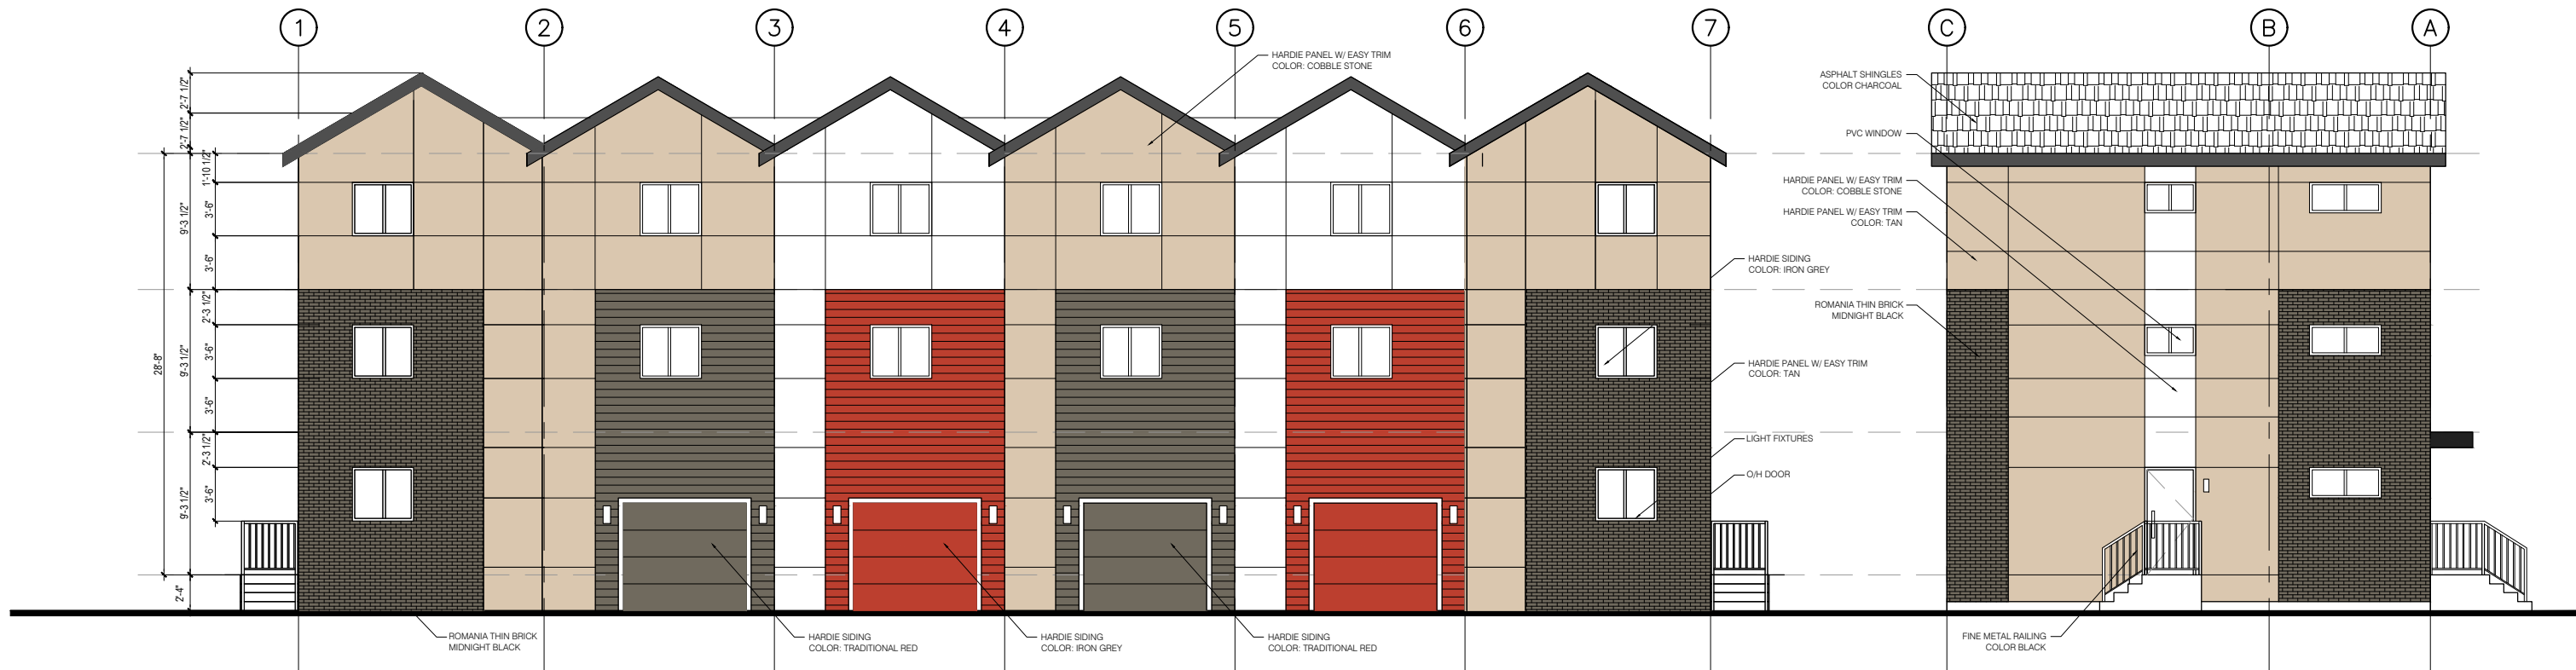 1
2
3
4
5
6
7
C
B
A
HARDIE PANEL W/ EASY TRIM
COLOR: COBBLE STONE
ASPHALT SHINGLES
COLOR CHARCOAL
PVC WINDOW
HARDIE PANEL W/ EASY TRIM
COLOR: COBBLE STONE
HARDIE PANEL W/ EASY TRIM
COLOR: TAN
HARDIE SIDING
COLOR: IRON GREY
ROMANIA THIN BRICK
MIDNIGHT BLACK
HARDIE PANEL W/ EASY TRIM
COLOR: TAN
LIGHT FIXTURES
O/H DOOR
2'-7 1/2"
2'-7 1/2"
1'-10 1/2"
3'-6"
9'-3 1/2"
3'-6"
2'-3 1/2"
3'-6"
9'-3 1/2"
28'-8"
3'-6"
2'-3 1/2"
3'-6"
9'-3 1/2"
2'-4"
ROMANIA THIN BRICK
MIDNIGHT BLACK
HARDIE SIDING
COLOR: TRADITIONAL RED
HARDIE SIDING
COLOR: IRON GREY
HARDIE SIDING
COLOR: TRADITIONAL RED
FINE METAL RAILING
COLOR BLACK